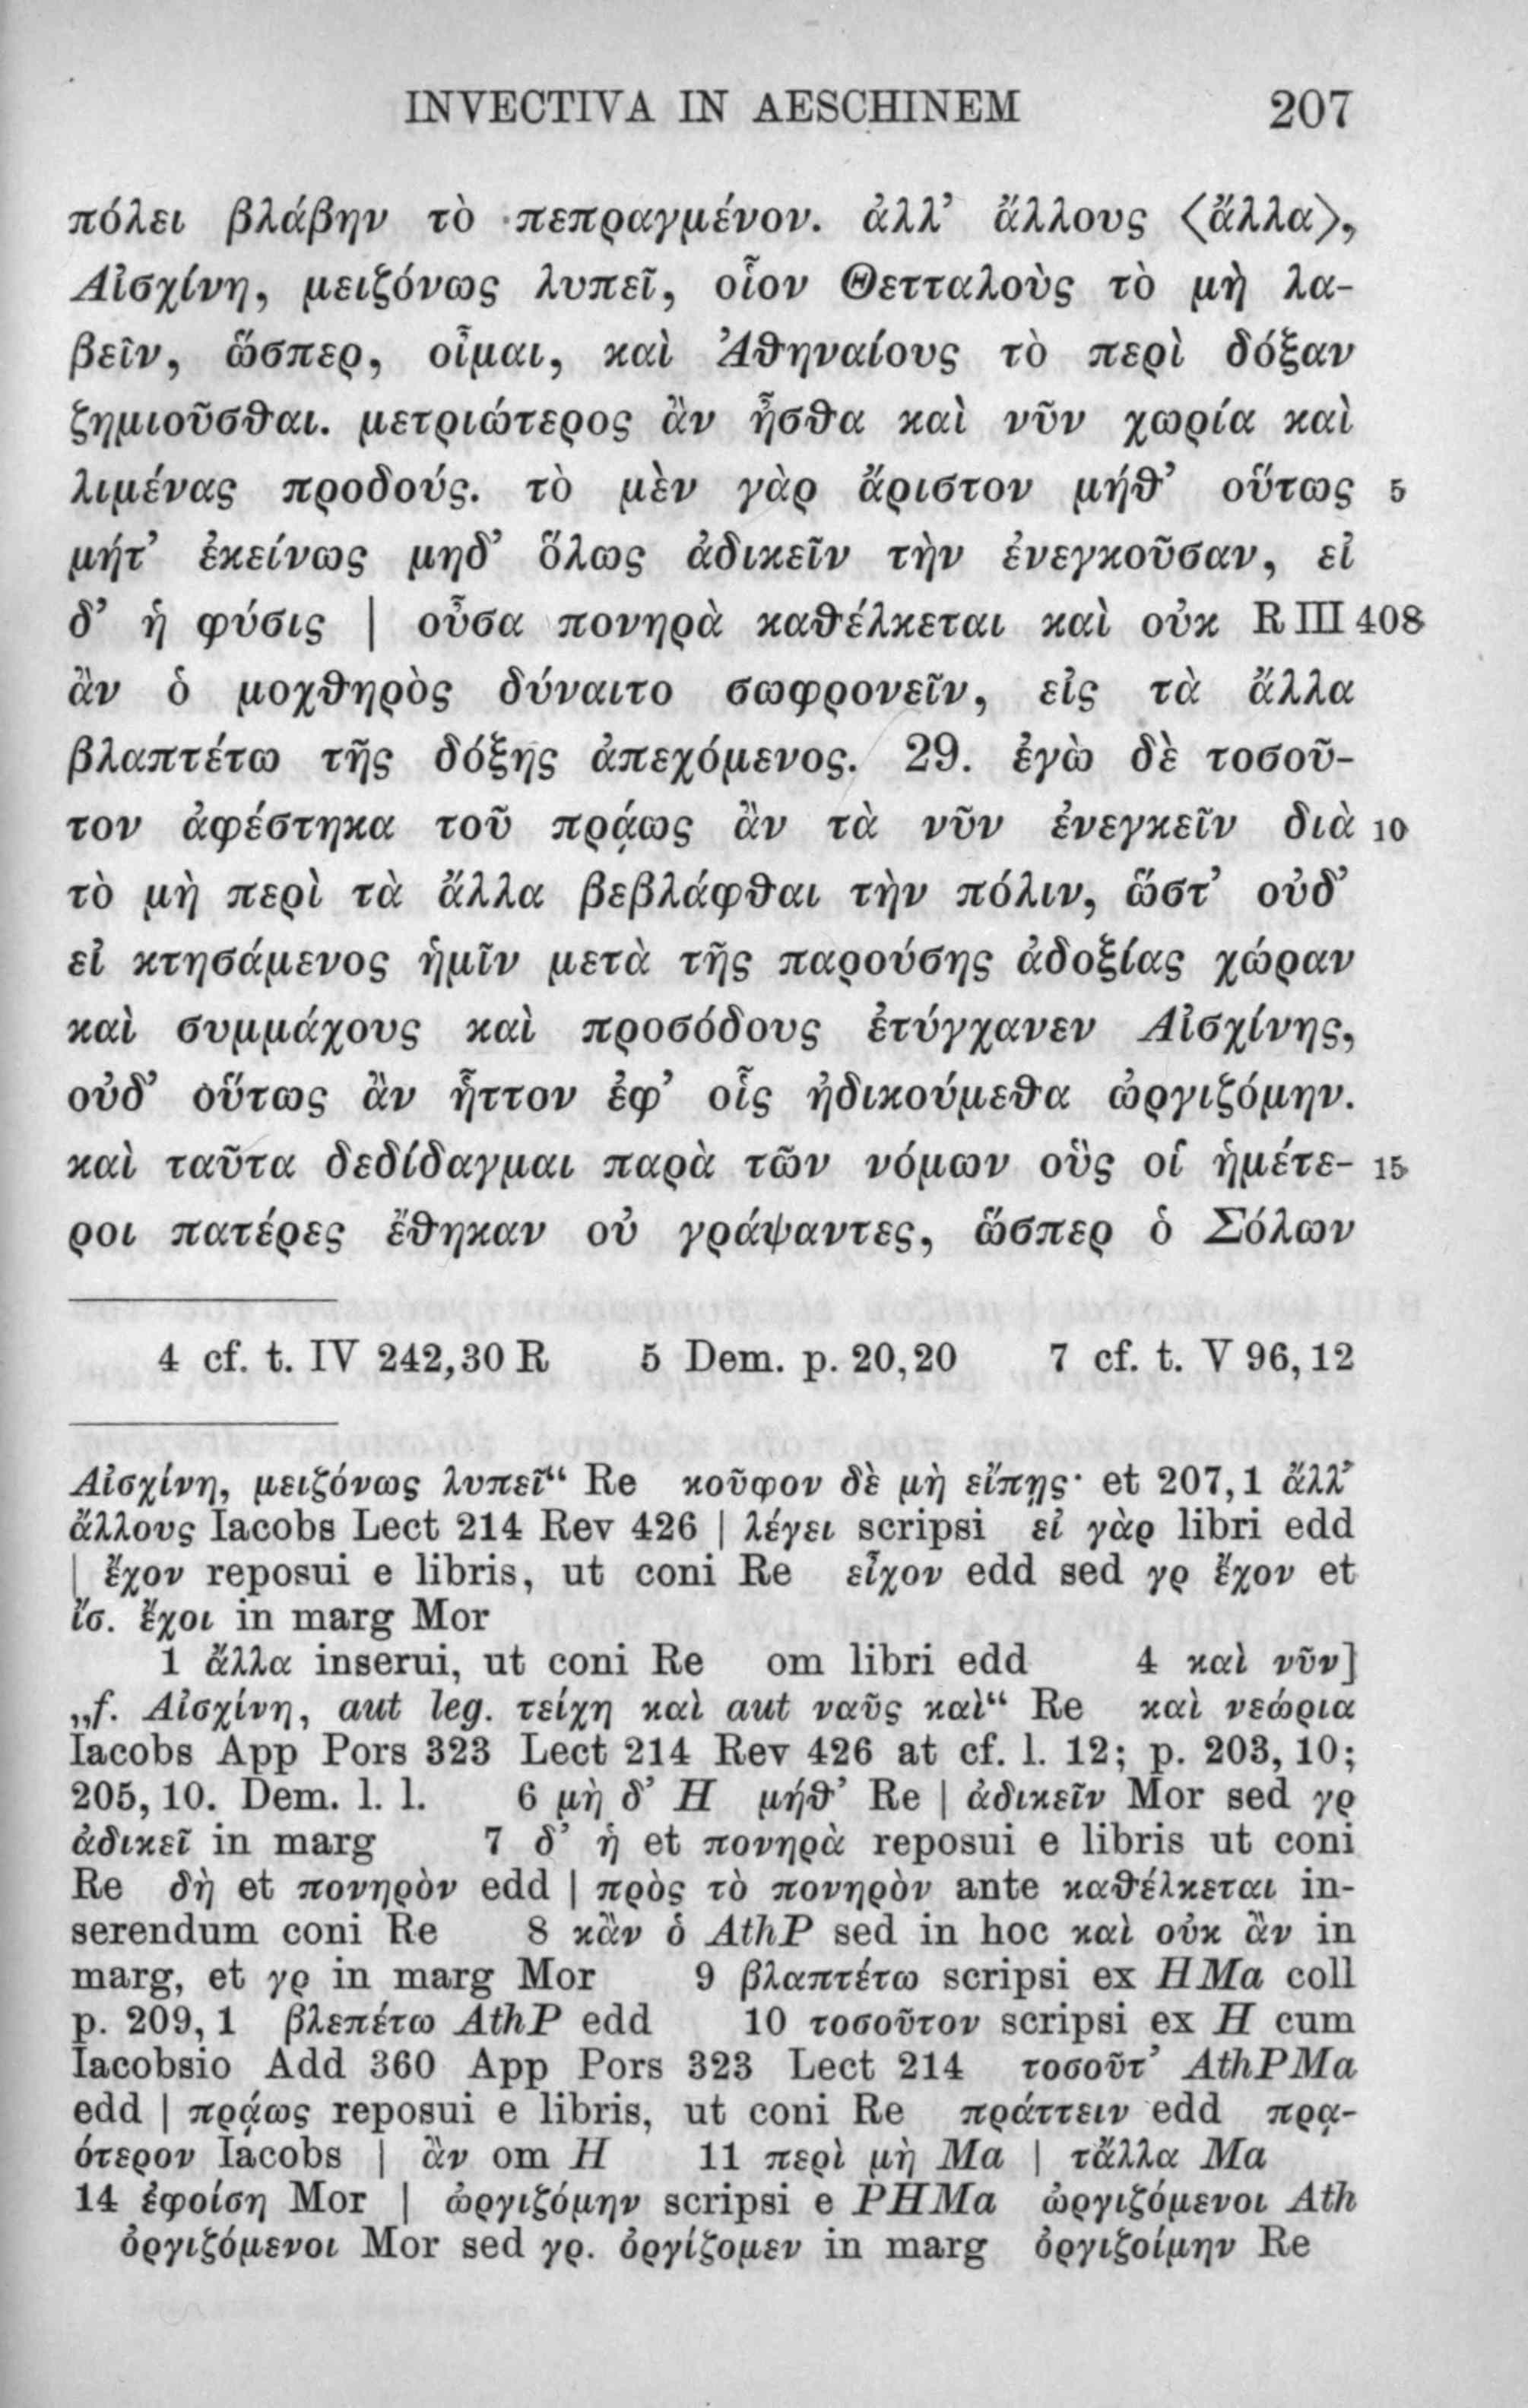 INVECTIVA IN AESCHINEM 207
πόλει βλάβην τὸ πεπραγμένον. ἀλλ’ ἄλλους ⟨ἄλλα⟩,
Αἰσχίνη, μειζόνως λυπεῖ, οἷον Θετταλοὺς τὸ μὴ λα-
βεῖν, ὥσπερ, οἶμαι, καὶ Ἀθηναίους τὸ περὶ δόξαν
ζημιοῦσθαι. μετριώτερος ἂν ἦσθα καὶ νῦν χωρία καὶ
λιμένας προδούς. τὸ μὲν γὰρ ἄριστον μήθ’ οὕτως 5
μήτ’ ἐκείνως μηδ’ ὅλως ἀδικεῖν τὴν ἐνεγκοῦσαν, εἰ
δ’ ἡ φύσις | οὖσα πονηρὰ καθέλκεται καὶ οὐκ R III 408
ἂν ὁ μοχθηρὸς δύναιτο σωφρονεῖν, εἰς τὰ ἄλλα
βλαπτέτω τῆς δόξης ἀπεχόμενος. 29. ἐγὼ δὲ τοσοῦ-
τον ἀφέστηκα τοῦ πρᾴως ἂν τὰ νῦν ἐνεγκεῖν διὰ 10
τὸ μὴ περὶ τὰ ἄλλα βεβλάφθαι τὴν πόλιν, ὥστ’ οὐδ’
εἰ κτησάμενος ἡμῖν μετὰ τῆς παρούσης ἀδοξίας χώραν
καὶ συμμάχους καὶ προσόδους ἐτύγχανεν Αἰσχίνης,
οὐδ’ οὕτως ἂν ἧττον ἐφ’ οἷς ἠδικούμεθα ὠργιζόμην.
καὶ ταῦτα δεδίδαγμαι παρὰ τῶν νόμων οὓς οἱ ἡμέτε- 15
ροι πατέρες ἔθηκαν οὐ γράψαντες, ὥσπερ ὁ Σόλων
4 cf. t. IV 242,30 R 5 Dem. p. 20,20 7 cf. t. V 96,12
Αἰσχίνη, μειζόνως λυπεῖ“ Re κοῦφον δὲ μὴ εἴπῃς· et 207,1 ἄλλ’
ἄλλους Iacobs Lect 214 Rev 426 | λέγει scripsi εἰ γὰρ libri edd
| ἔχον reposui e libris, ut coni Re εἶχον edd sed γρ ἔχον et
ἴσ. ἔχοι in marg Mor
1 ἄλλα inserui, ut coni Re om libri edd 4 καὶ νῦν]
„f. Αἰσχίνη, aut leg. τείχη καὶ aut ναῦς καὶ“ Re καὶ νεώρια
Iacobs App Pors 323 Lect 214 Rev 426 at cf. l. 12; p. 203, 10;
205, 10. Dem. l. l. 6 μὴ δ’ H μήθ’ Re | ἀδικεῖν Mor sed γρ
ἀδικεῖ in marg 7 δ’ ἡ et πονηρὰ reposui e libris ut coni
Re δὴ et πονηρὸν edd | πρὸς τὸ πονηρὸν ante καθέλκεται in-
serendum coni Re 8 κἂν ὁ AthP sed in hoc καὶ οὐκ ἂν in
marg, et γρ in marg Mor 9 βλαπτέτω scripsi ex HMa coll
p. 209, 1 βλεπέτω AthP edd 10 τοσοῦτον scripsi ex H cum
Iacobsio Add 360 App Pors 323 Lect 214 τοσοῦτ’ AthPMa
edd | πρᾴως reposui e libris, ut coni Re πράττειν edd πρᾳ-
ότερον Iacobs | ἂν om H 11 περὶ μὴ Ma | τἄλλα Ma
14 ἐφοίση Mor | ὠργιζόμην scripsi e PHMa ὠργιζόμενοι Ath
ὀργιζόμενοι Mor sed γρ. ὀργίζομεν in marg ὀργιζοίμην Re